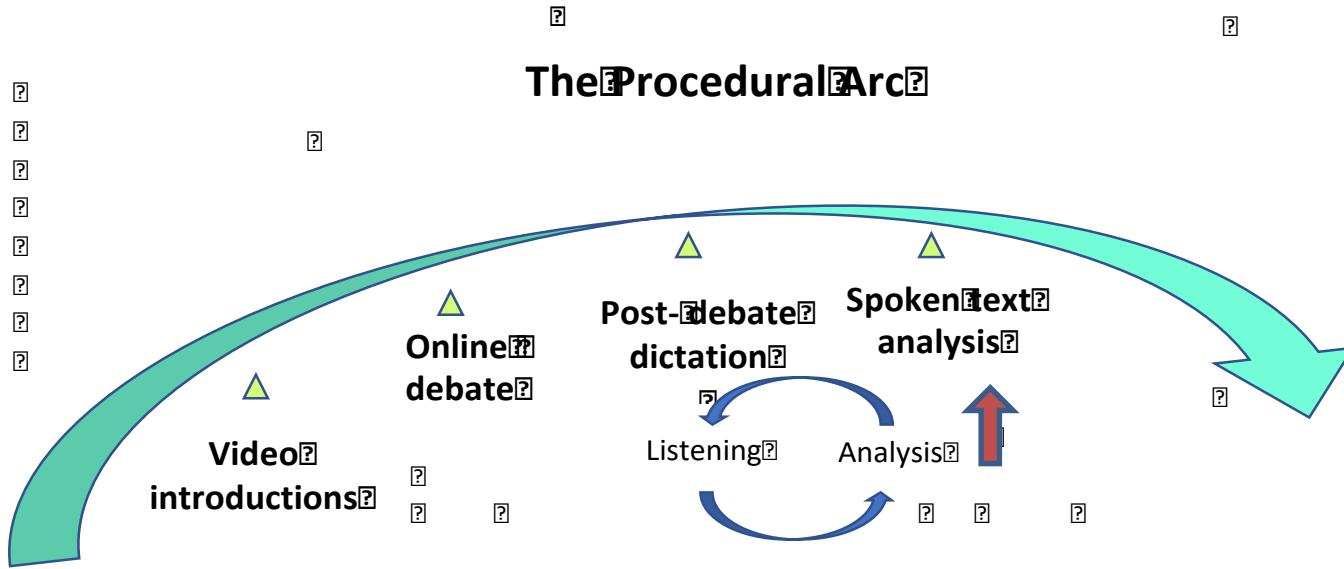 The Procedural Arc
Video
introductions
Online
debate
Post- debate
dictation
Spoken text
analysis
Listening
Analysis